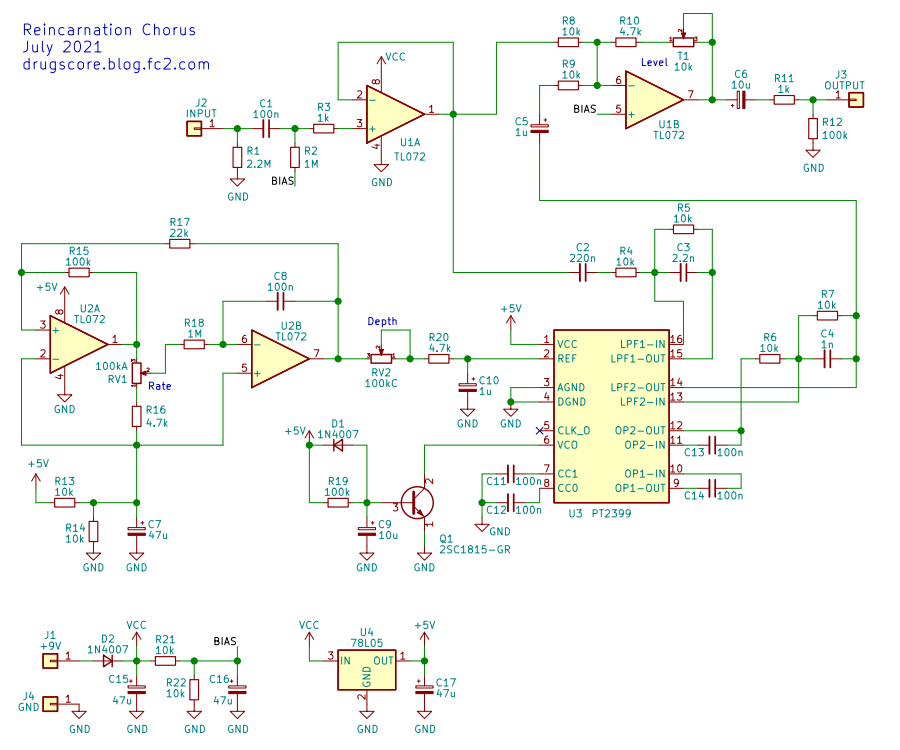 Reincarnation Chorus
July 2021
drugscore.blog.fc2.com
J2
INPUT
1
C1
100n
R1
2.2M
GND
R2
1M
BIAS
R3
1k
VCC
8
2
−
3
+
1
4
U1A
TL072
GND
R8
10k
R10
4.7k
Level
T1
10k
R9
10k
BIAS
C5
1u
6
−
5
+
7
U1B
TL072
C6
10u
R11
1k
J3
OUTPUT
1
R12
100k
GND
R17
22k
R15
100k
+5V
8
U2A
TL072
3
+
2
−
1
4
GND
100kA
RV1
Rate
R16
4.7k
R18
1M
C8
100n
U2B
TL072
6
−
5
+
7
Depth
RV2
100kC
R20
4.7k
C10
1u
GND
+5V
R13
10k
R14
10k
GND
C7
47u
GND
+5V
D1
1N4007
R19
100k
C9
10u
GND
3
2
1
Q1
2SC1815-GR
GND
C2
220n
R4
10k
R5
10k
C3
2.2n
R7
10k
R6
10k
C4
1n
+5V
GND
1
VCC
2
REF
3
AGND
4
DGND
5
CLK_O
6
VCO
7
CC1
8
CC0
LPF1-IN
16
LPF1-OUT
15
LPF2-OUT
14
LPF2-IN
13
OP2-OUT
12
OP2-IN
11
OP1-IN
10
OP1-OUT
9
U3 PT2399
C11
100n
C12
100n
GND
C13
100n
C14
100n
J1
+9V
1
D2
1N4007
VCC
R21
10k
BIAS
C15
47u
R22
10k
C16
47u
GND
GND
GND
J4
GND
1
GND
VCC
3
U4
78L05
IN
OUT
GND
1
2
GND
+5V
C17
47u
GND